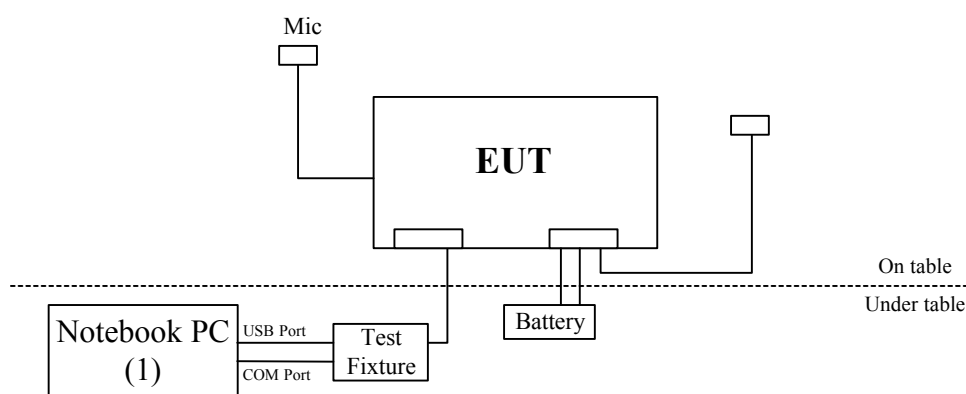 Mic
EUT
On table
Under table
Notebook PC
(1)
USB Port
COM Port
Test
Fixture
Battery